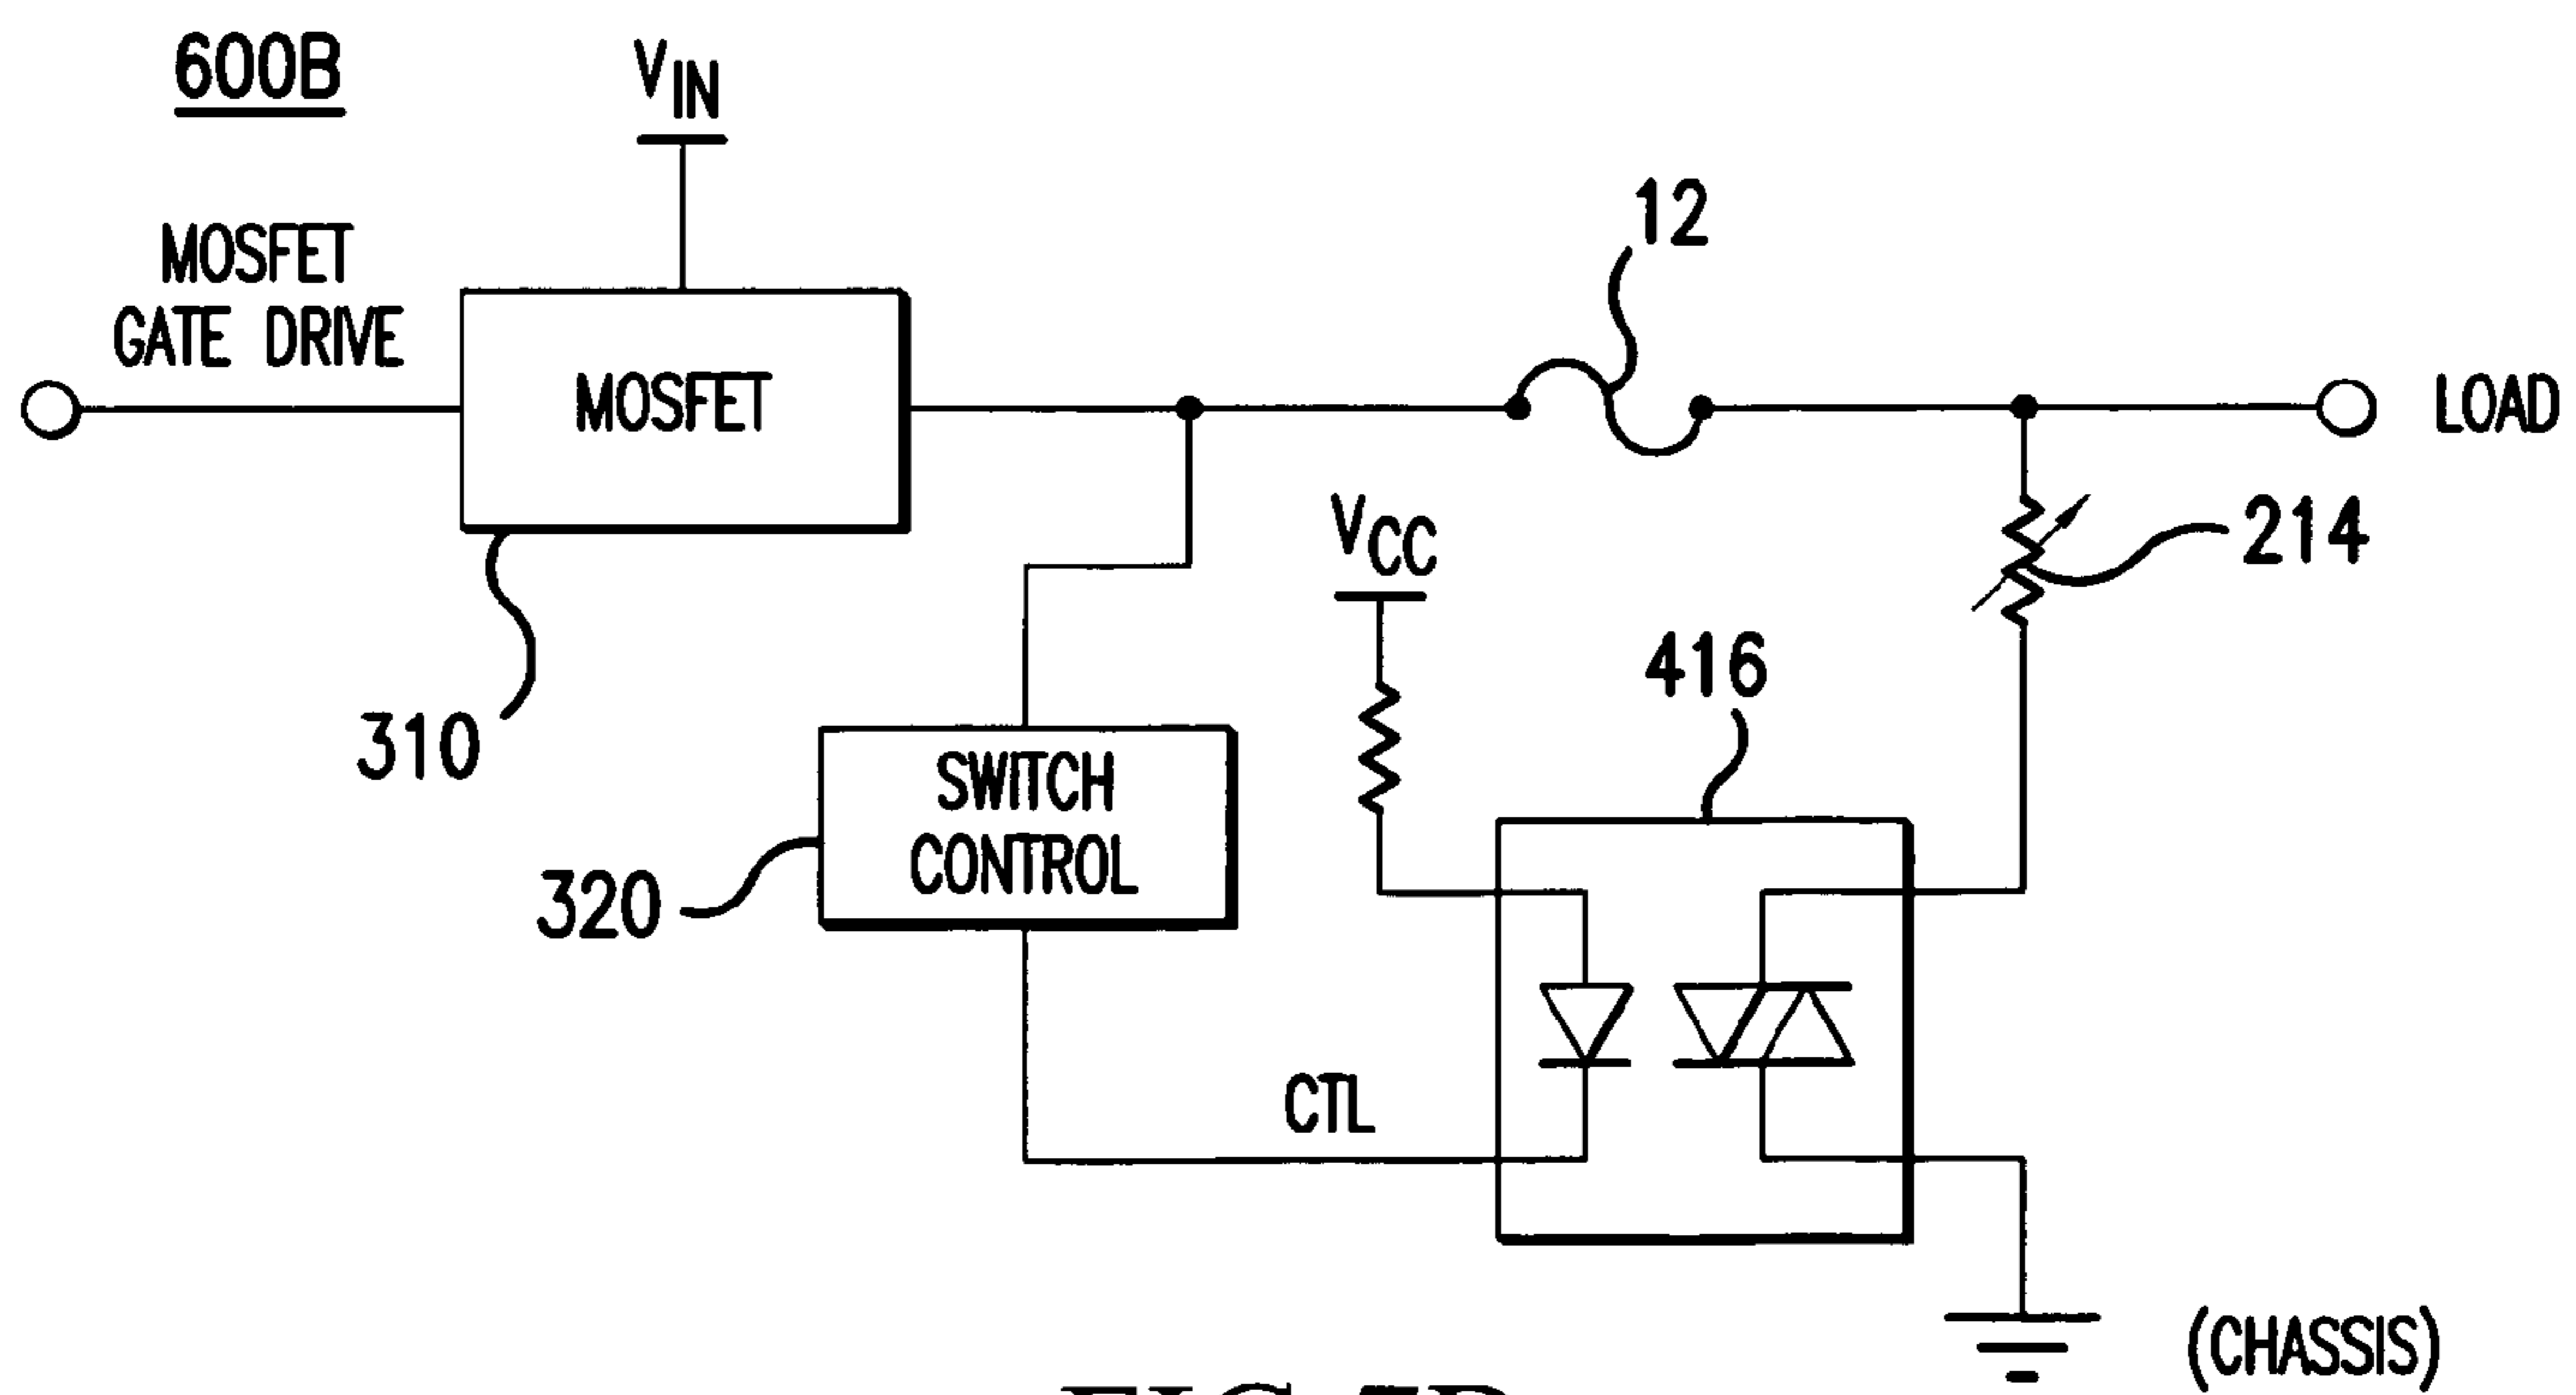 600B
VIN
12
MOSFET
GATE DRIVE
MOSFET
LOAD
VCC
214
416
310
SWITCH
CONTROL
320
CTL
(CHASSIS)